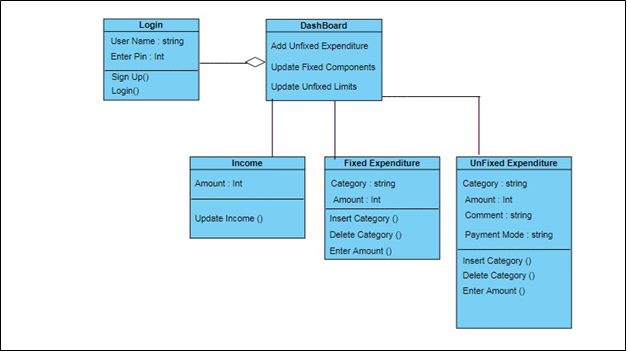 Login
User Name : string
Enter Pin : Int
Sign Up()
Login()
DashBoard
Add Unfixed Expenditure
Update Fixed Components
Update Unfixed Limits
Income
Amount : Int
Update Income ()
Fixed Expenditure
Category : string
Amount : Int
Insert Category ()
Delete Category ()
Enter Amount ()
UnFixed Expenditure
Category : string
Amount : Int
Comment : string
Payment Mode : string
Insert Category ()
Delete Category ()
Enter Amount ()